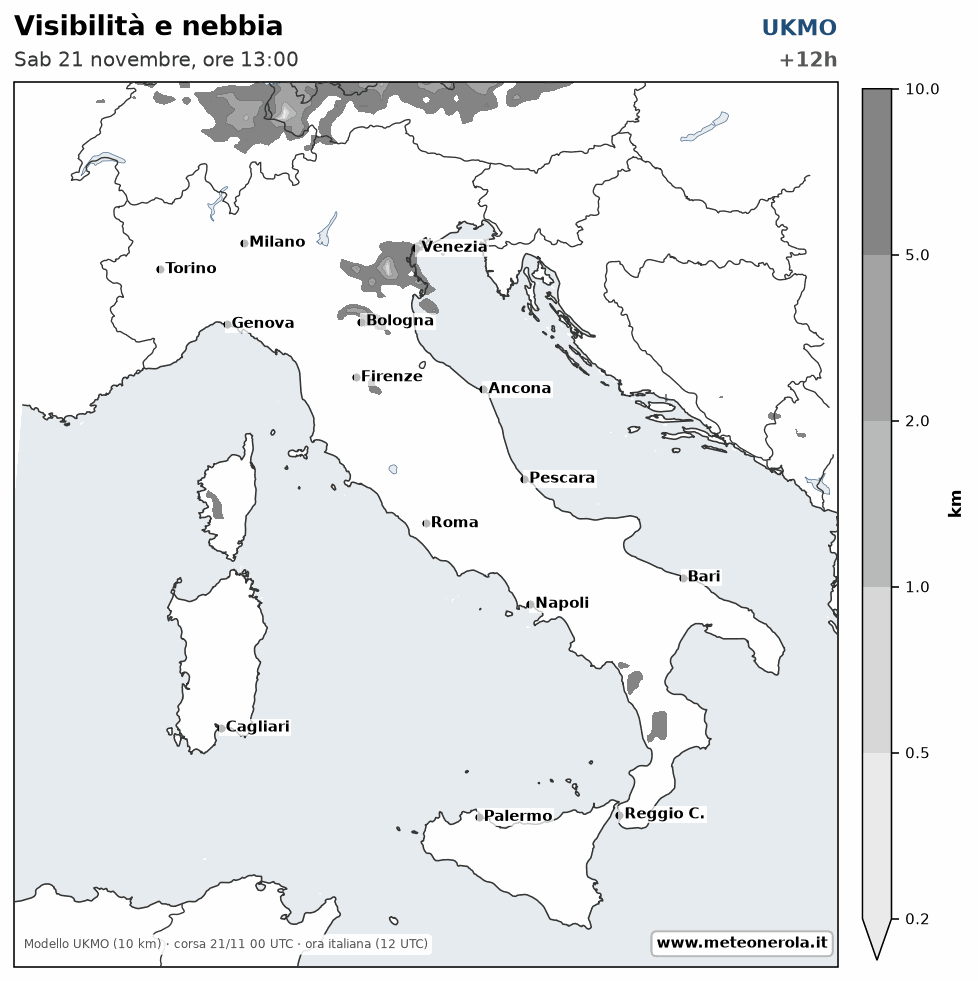 Visibilità e nebbia
UKMO
Sab 21 novembre, ore 13:00
+12h
10.0
Venezia
Milano
5.0
Torino
Bologna
Genova
Firenze
Ancona
2.0
Pescara
km
Roma
Bari
1.0
Napoli
Cagliari
0.5
Reggio C.
Palermo
0.2
Modello UKMO (10 km) · corsa 21/11 00 UTC · ora italiana (12 UTC)
www.meteonerola.it